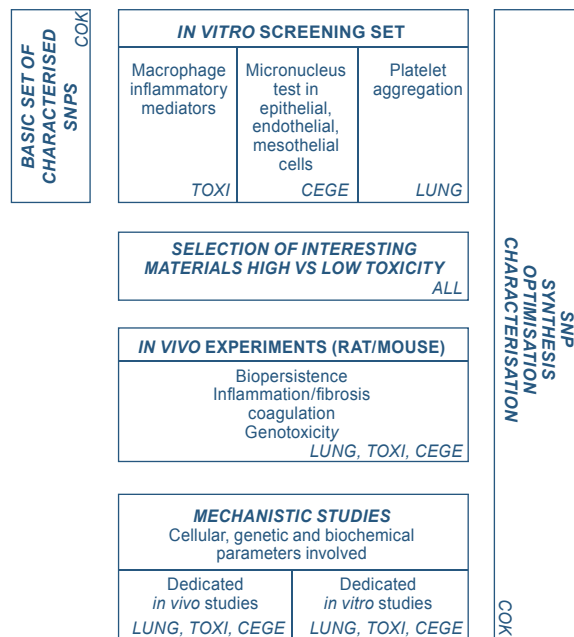 BASIC SET OF
CHARACTERISED
SNPS
COK
IN VITRO SCREENING SET
Macrophage
inflammatory
mediators
TOXI
Micronucleus
test in
epithelial,
endothelial,
mesothelial
cells
CEGE
Platelet
aggregation
LUNG
SELECTION OF INTERESTING
MATERIALS HIGH VS LOW TOXICITY
ALL
IN VIVO EXPERIMENTS (RAT/MOUSE)
Biopersistence
Inflammation/fibrosis
coagulation
Genotoxicity
LUNG, TOXI, CEGE
MECHANISTIC STUDIES
Cellular, genetic and biochemical
parameters involved
Dedicated
in vivo studies
LUNG, TOXI, CEGE
Dedicated
in vitro studies
LUNG, TOXI, CEGE
SNP
SYNTHESIS
OPTIMISATION
CHARACTERISATION
COK